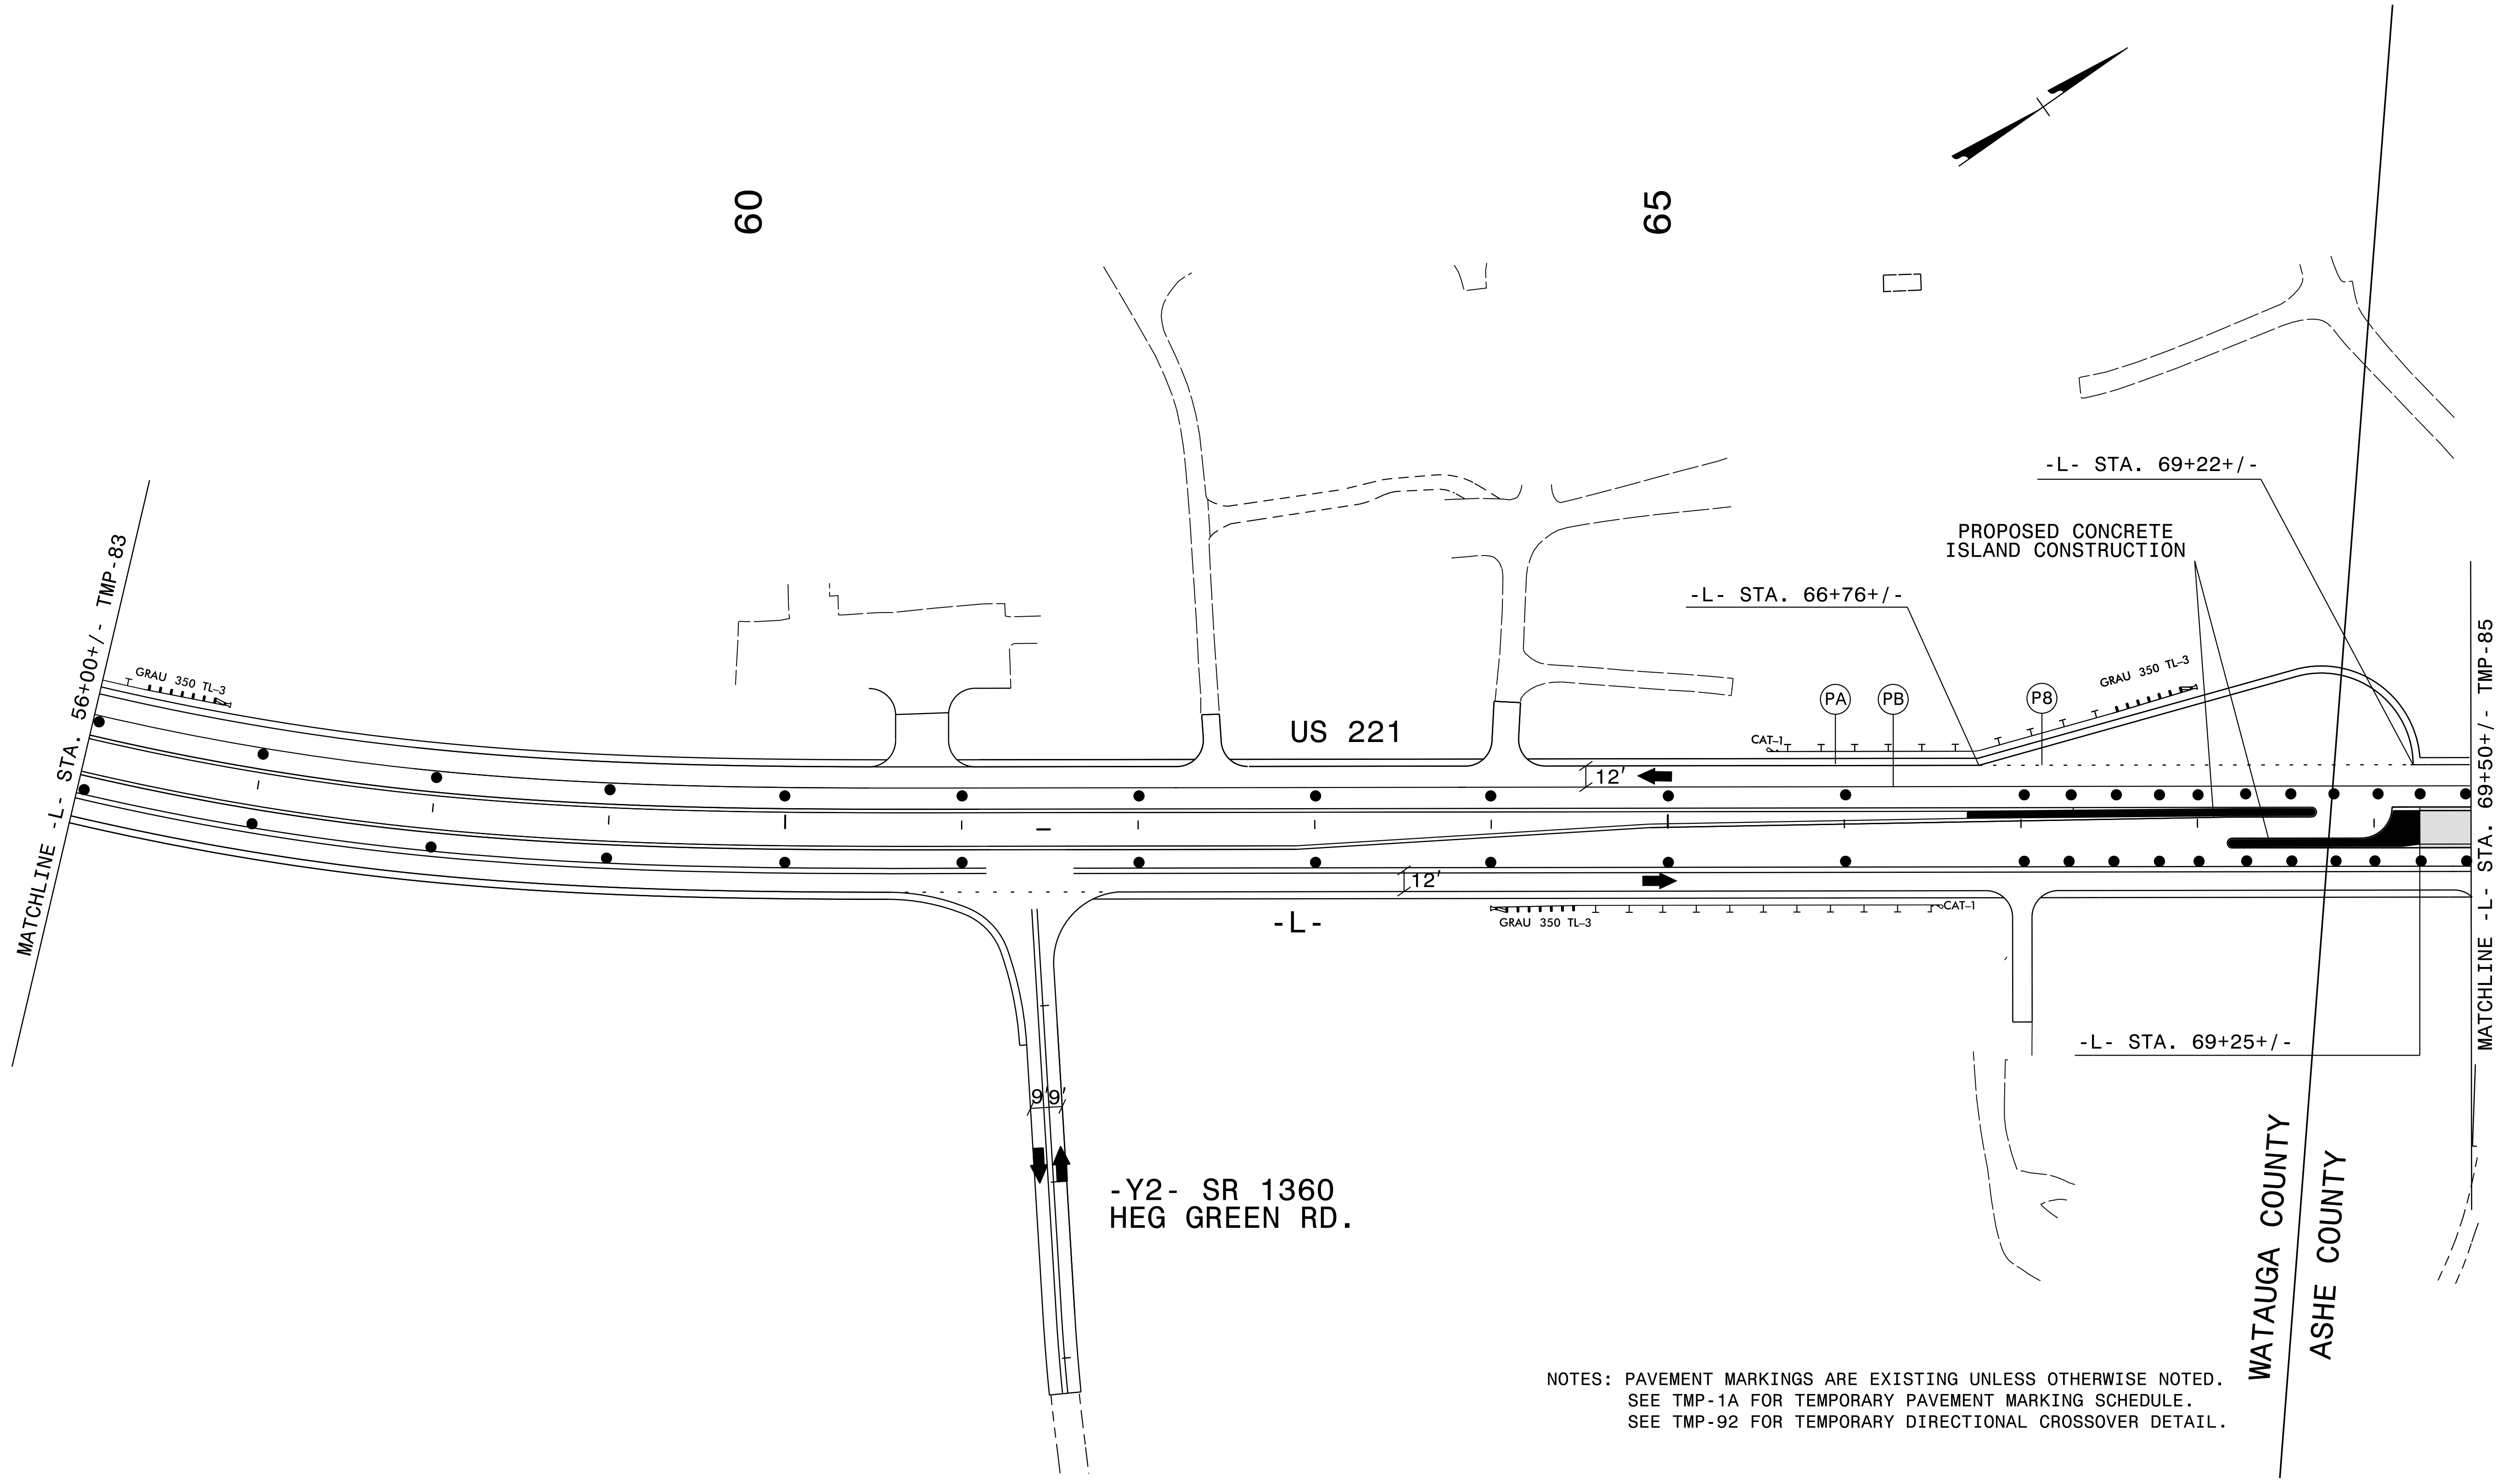 60
65
-L- STA. 69+22+/-
PROPOSED CONCRETE
ISLAND CONSTRUCTION
-L- STA. 66+76+/-
MATCHLINE -L- STA. 56+00+/- TMP-83
GRAU 350 TL-3
GRAU 350 TL-3
PA
PB
P8
US 221
CAT-1
12'
12'
-L-
GRAU 350 TL-3
CAT-1
MATCHLINE -L- STA. 69+50+/- TMP-85
-L- STA. 69+25+/-
9'
9'
-Y2- SR 1360
HEG GREEN RD.
WATAUGA COUNTY
ASHE COUNTY
NOTES: PAVEMENT MARKINGS ARE EXISTING UNLESS OTHERWISE NOTED.
SEE TMP-1A FOR TEMPORARY PAVEMENT MARKING SCHEDULE.
SEE TMP-92 FOR TEMPORARY DIRECTIONAL CROSSOVER DETAIL.